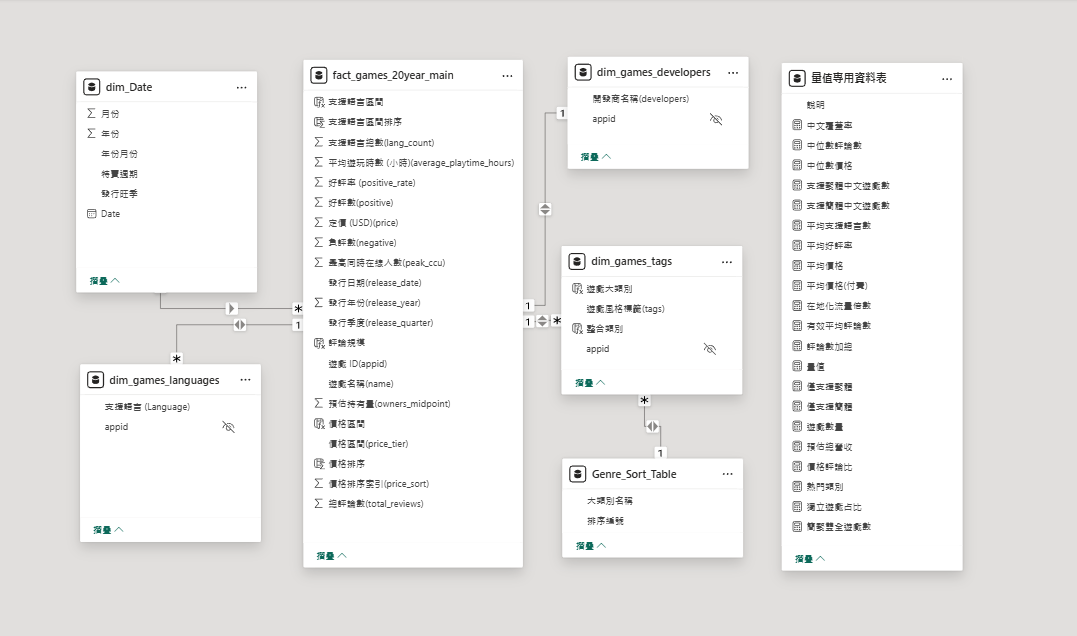 dim_Date
月份
年份
年份月份
特賣週期
發行旺季
Date
摺疊
fact_games_20year_main
支援語言區間
支援語言區間排序
支援語言總數(lang_count)
平均遊玩時數 (小時)(average_playtime_hours)
好評率 (positive_rate)
好評數(positive)
定價 (USD)(price)
負評數(negative)
最高同時在線人數(peak_ccu)
發行日期(release_date)
發行年份(release_year)
發行季度(release_quarter)
評論規模
遊戲 ID(appid)
遊戲名稱(name)
預估持有量(owners_midpoint)
價格區間
價格區間(price_tier)
價格排序
價格排序索引(price_sort)
總評論數(total_reviews)
摺疊
dim_games_developers
開發商名稱(developers)
appid
摺疊
dim_games_tags
遊戲大類別
遊戲風格標籤(tags)
整合類別
appid
摺疊
dim_games_languages
支援語言 (Language)
appid
摺疊
Genre_Sort_Table
大類別名稱
排序編號
摺疊
量值專用資料表
說明
中文覆蓋率
中位數評論數
中位數價格
支援繁體中文遊戲數
支援簡體中文遊戲數
平均支援語言數
平均好評率
平均價格
平均價格(付費)
在地化流量倍數
有效平均評論數
評論數加總
量值
僅支援繁體
僅支援簡體
遊戲數量
預估總營收
價格評論比
熱門類別
獨立遊戲占比
簡繁雙全遊戲數
摺疊
1
1
1
1
1
*
*
*
*